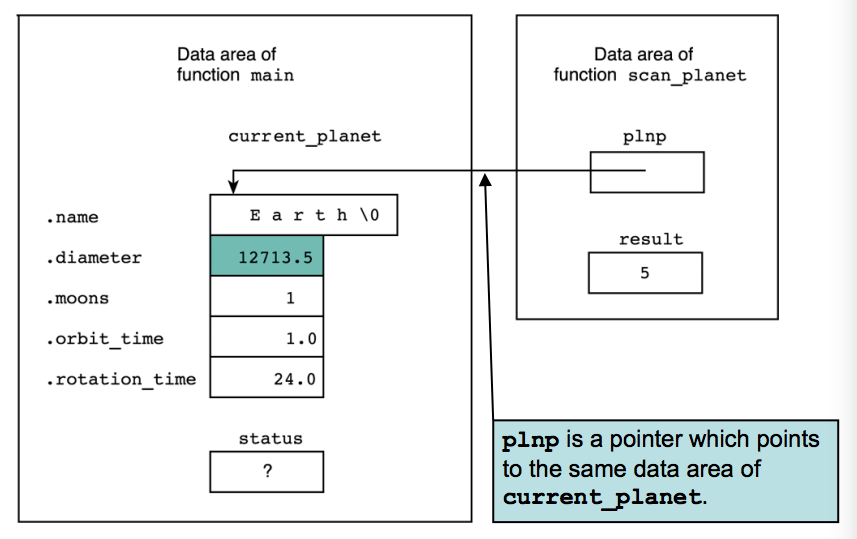 Data area of
function main
current_planet
.name
E a r t h \0
.diameter
12713.5
.moons
1
.orbit_time
1.0
.rotation_time
24.0
status
?
Data area of
function scan_planet
plnp
result
5
plnp is a pointer which points
to the same data area of
current_planet.